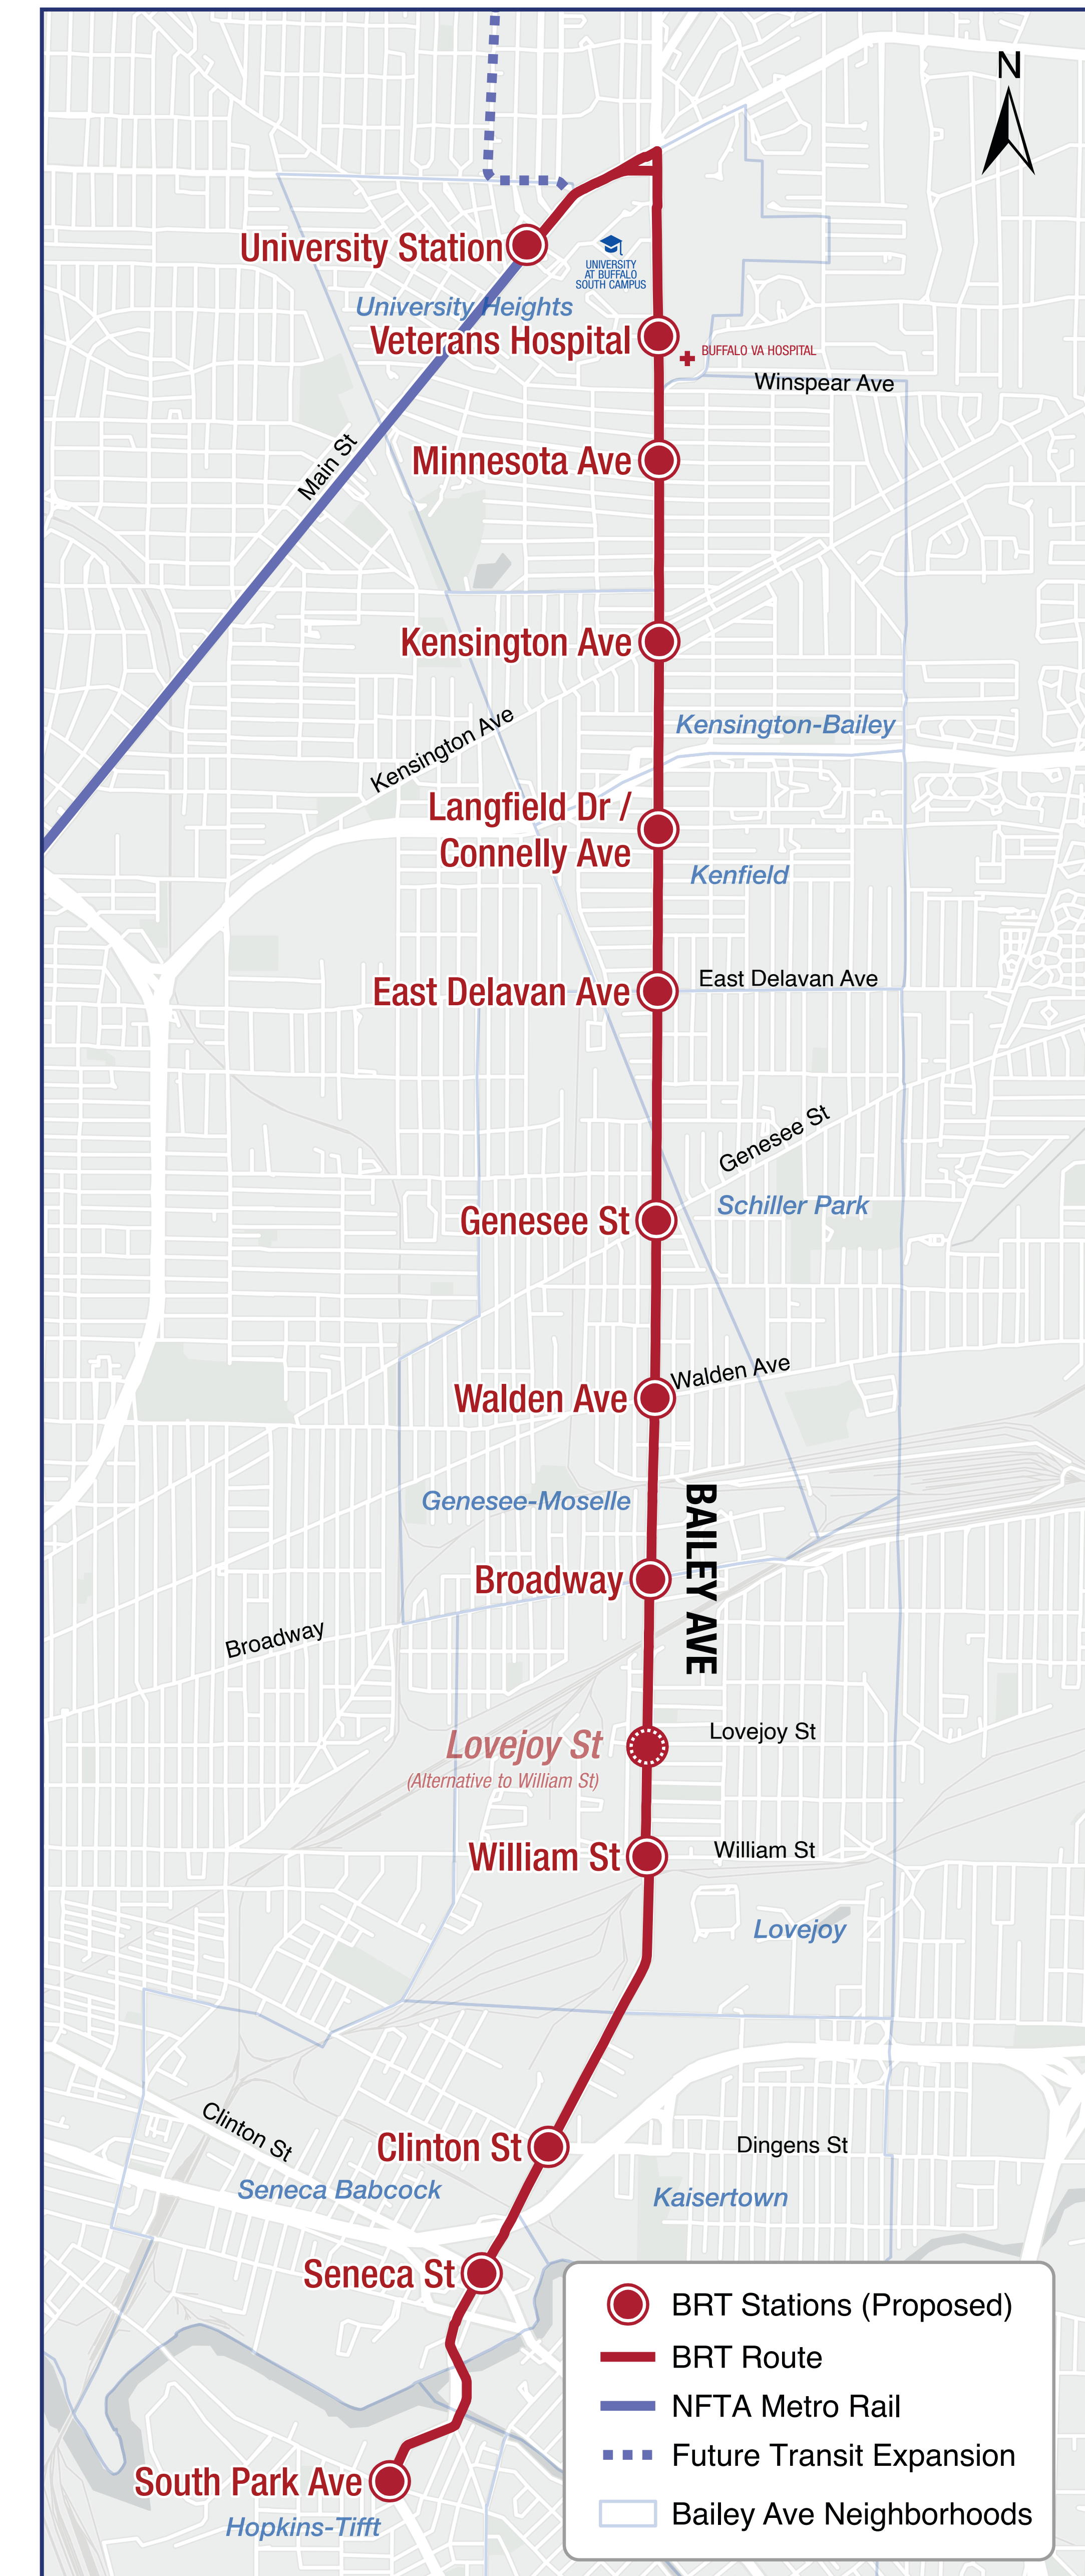 N
University Station
UNIVERSITY
AT BUFFALO
SOUTH CAMPUS
University Heights
Veterans Hospital
BUFFALO VA HOSPITAL
Winspear Ave
Minnesota Ave
Main St
Kensington Ave
Kensington Ave
Kensington-Bailey
Langfield Dr /
Connelly Ave
Kenfield
East Delavan Ave
East Delavan Ave
Genesee St
Schiller Park
Genesee St
Walden Ave
Walden Ave
Genesee-Moselle
BAILEY AVE
Broadway
Broadway
Lovejoy St
Lovejoy St
(Alternative to William St)
William St
William St
Lovejoy
Clinton St
Clinton St
Dingens St
Seneca Babcock
Kaisertown
Seneca St
South Park Ave
Hopkins-Tifft
BRT Stations (Proposed)
BRT Route
NFTA Metro Rail
Future Transit Expansion
Bailey Ave Neighborhoods